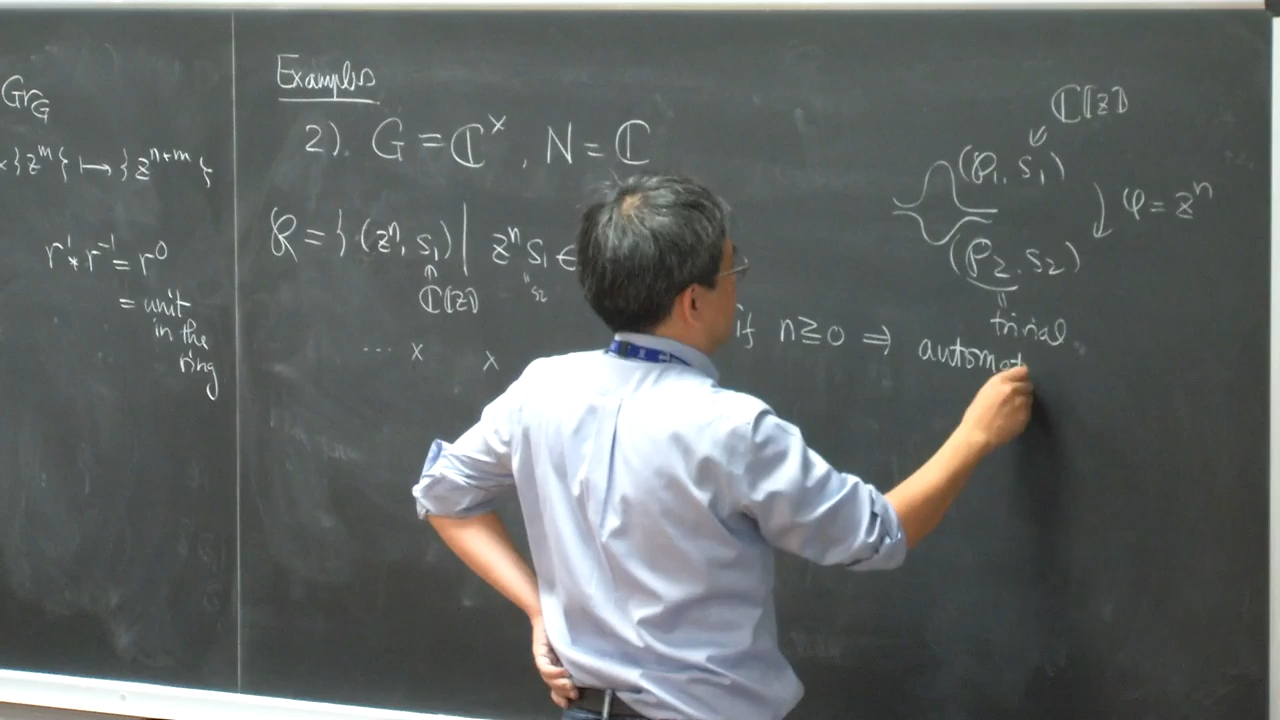 Gr_G
×{z^m} ↦ {z^{n+m}}
r^1 * r^{-1} = r^0
= unit
in the
ring
Examples
2). G = ℂ^×, N = ℂ
R = { (z^n, s_1) | z^n s_1 ∈
ℂ[[z]]
s_2
... × ×
if n ≥ 0 ⇒ automat
ℂ[[z]]
(P_1, s_1)
φ = z^n
(P_2, s_2)
trivial